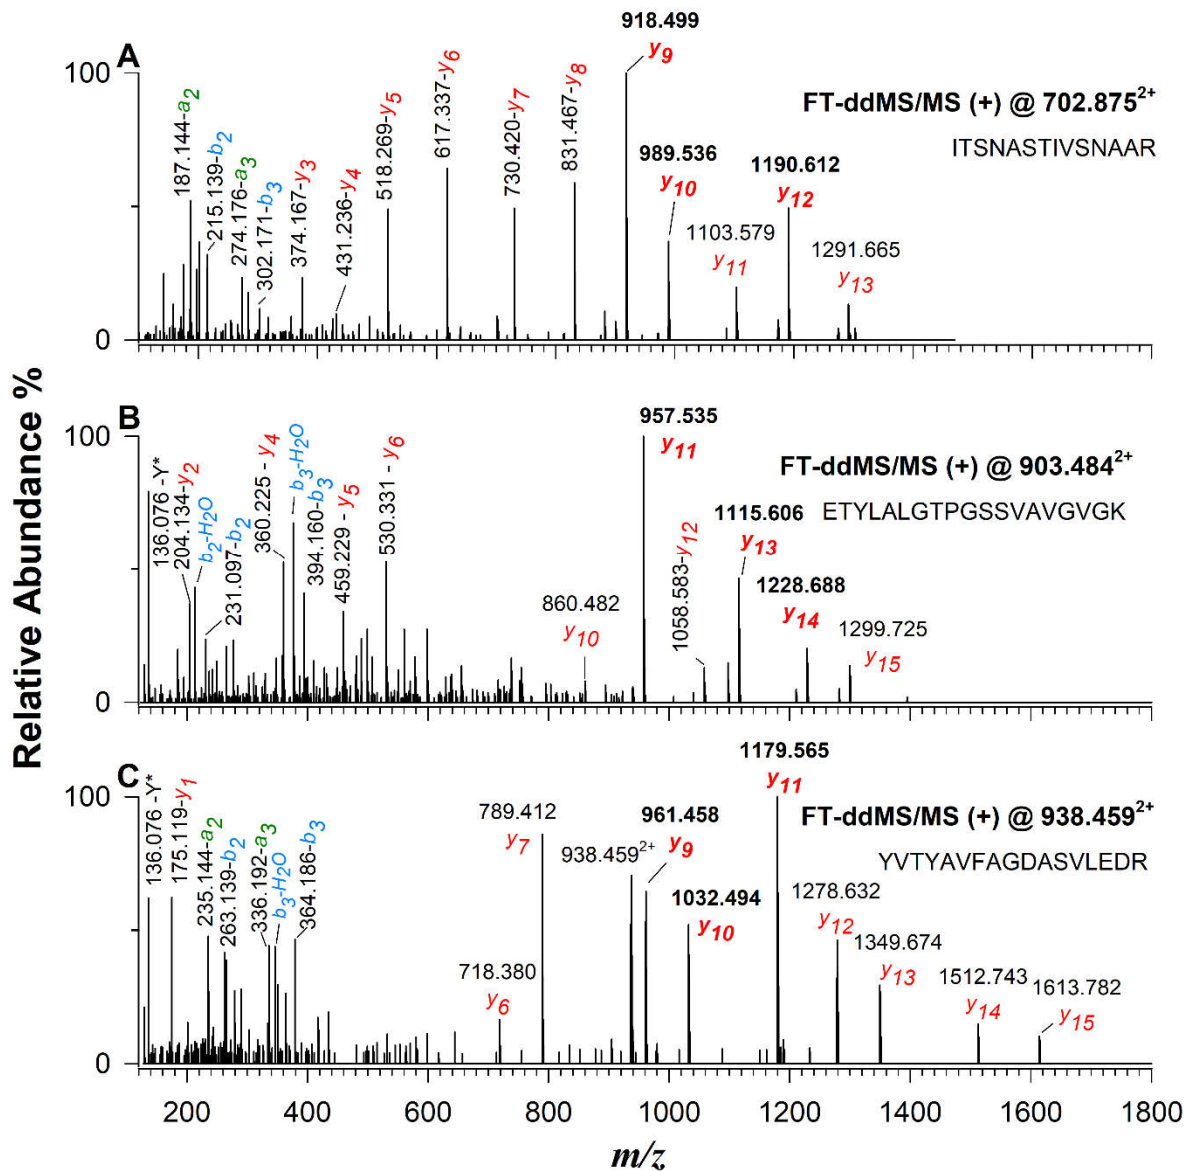 Relative Abundance %
A
100
0
187.144-a2
215.139-b2
274.176-a3
302.171-b3
374.167-y3
431.236-y4
518.269-y5
617.337-y6
730.420-y7
831.467-y8
918.499
y9
989.536
y10
1103.579
y11
1190.612
y12
1291.665
y13
FT-ddMS/MS (+) @ 702.875²⁺
ITSNASTIVSNAAR
B
100
0
136.076 -Y*
204.134-y2
b2-H2O
231.097-b2
360.225 - y4
b3-H2O
394.160-b3
459.229 - y5
530.331 - y6
860.482
y10
957.535
y11
1058.583-y12
1115.606
y13
1228.688
y14
1299.725
y15
FT-ddMS/MS (+) @ 903.484²⁺
ETYLALGTPGSSVAVGVGK
C
100
0
136.076 -Y*
175.119-y1
235.144-a2
263.139-b2
336.192-a3
b3-H2O
364.186-b3
718.380
y6
789.412
y7
938.459²⁺
961.458
y9
1032.494
y10
1179.565
y11
1278.632
y12
1349.674
y13
1512.743
y14
1613.782
y15
FT-ddMS/MS (+) @ 938.459²⁺
YVTYAVFAGDASVLEDR
200 400 600 800 1000 1200 1400 1600 1800
m/z